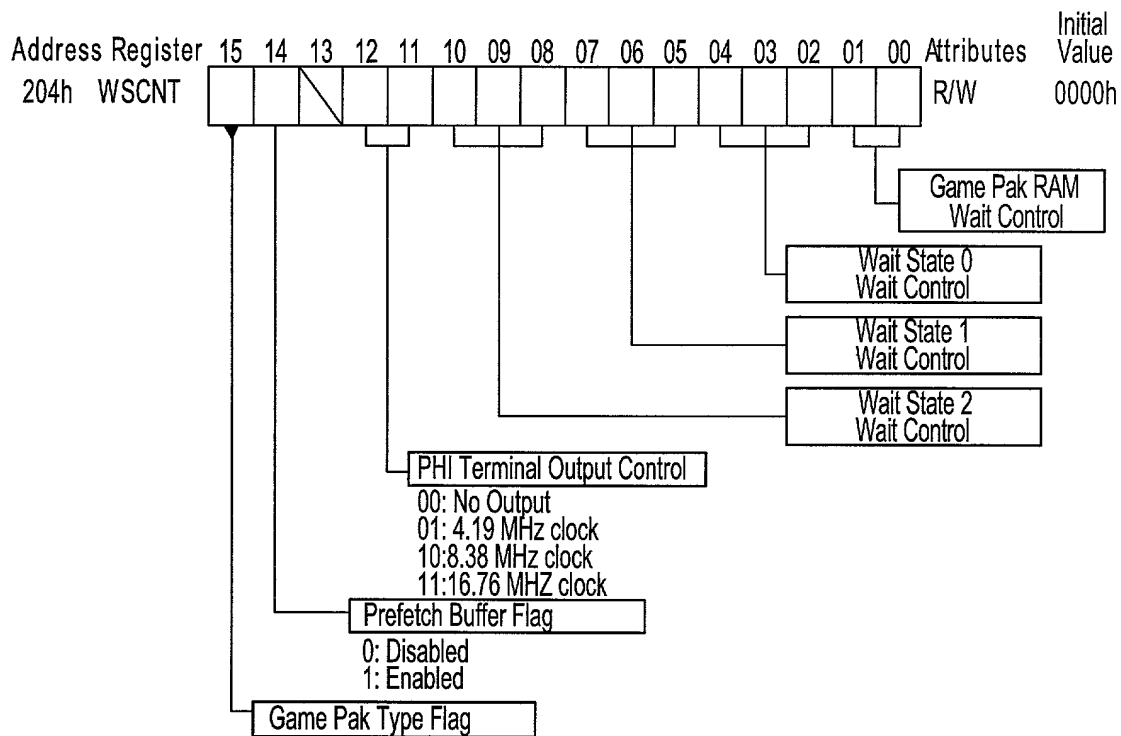 Initial
Address Register 15 14 13 12 11 10 09 08 07 06 05 04 03 02 01 00 Attributes Value
204h WSCNT R/W 0000h
Game Pak RAM
Wait Control
Wait State 0
Wait Control
Wait State 1
Wait Control
Wait State 2
Wait Control
PHI Terminal Output Control
00: No Output
01: 4.19 MHz clock
10:8.38 MHz clock
11:16.76 MHZ clock
Prefetch Buffer Flag
0: Disabled
1: Enabled
Game Pak Type Flag